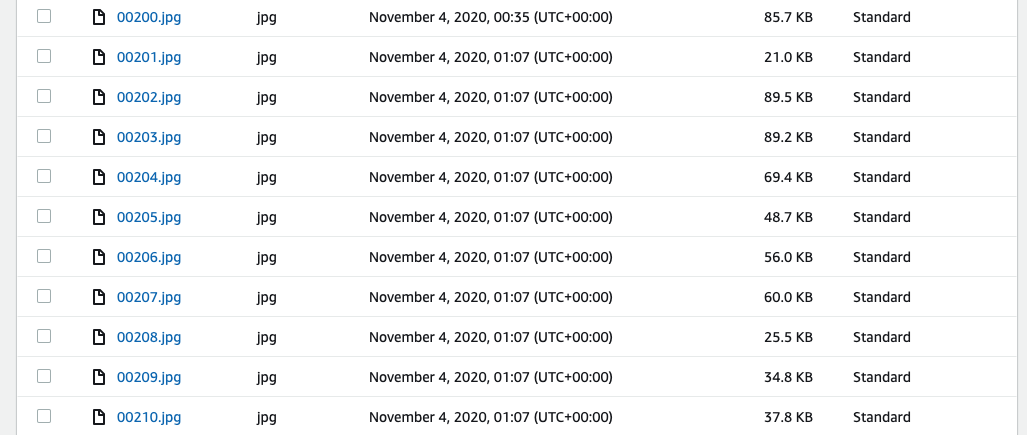 00200.jpg jpg November 4, 2020, 00:35 (UTC+00:00) 85.7 KB Standard
00201.jpg jpg November 4, 2020, 01:07 (UTC+00:00) 21.0 KB Standard
00202.jpg jpg November 4, 2020, 01:07 (UTC+00:00) 89.5 KB Standard
00203.jpg jpg November 4, 2020, 01:07 (UTC+00:00) 89.2 KB Standard
00204.jpg jpg November 4, 2020, 01:07 (UTC+00:00) 69.4 KB Standard
00205.jpg jpg November 4, 2020, 01:07 (UTC+00:00) 48.7 KB Standard
00206.jpg jpg November 4, 2020, 01:07 (UTC+00:00) 56.0 KB Standard
00207.jpg jpg November 4, 2020, 01:07 (UTC+00:00) 60.0 KB Standard
00208.jpg jpg November 4, 2020, 01:07 (UTC+00:00) 25.5 KB Standard
00209.jpg jpg November 4, 2020, 01:07 (UTC+00:00) 34.8 KB Standard
00210.jpg jpg November 4, 2020, 01:07 (UTC+00:00) 37.8 KB Standard